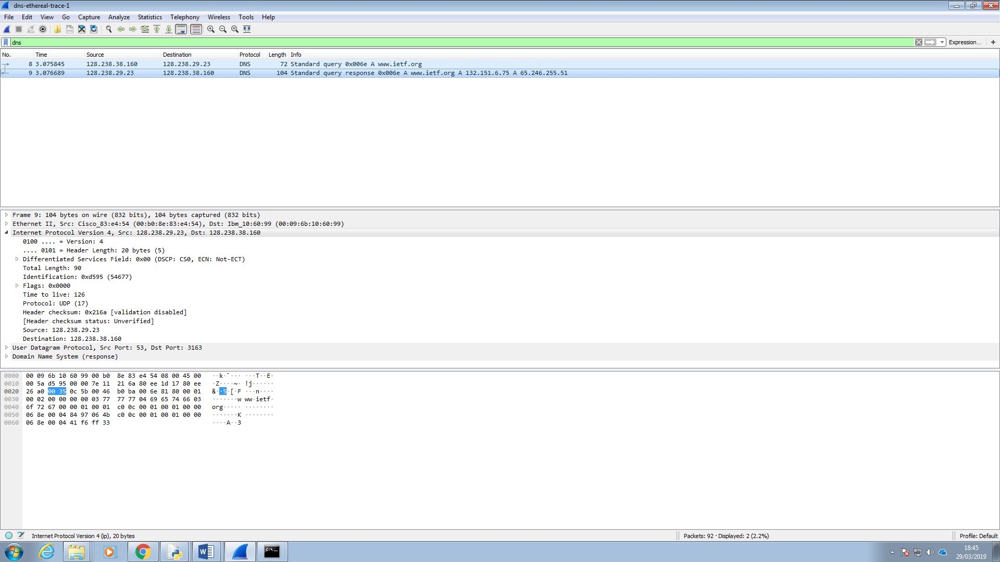 dns-ethereal-trace-1
File Edit View Go Capture Analyze Statistics Telephony Wireless Tools Help
dns
Expression... +
No. Time Source Destination Protocol Length Info
8 3.075845 128.238.38.160 128.238.29.23 DNS 72 Standard query 0x006e A www.ietf.org
9 3.076689 128.238.29.23 128.238.38.160 DNS 104 Standard query response 0x006e A www.ietf.org A 132.151.6.75 A 65.246.255.51
Frame 9: 104 bytes on wire (832 bits), 104 bytes captured (832 bits)
Ethernet II, Src: Cisco_83:e4:54 (00:b0:8e:83:e4:54), Dst: Ibm_10:60:99 (00:09:6b:10:60:99)
Internet Protocol Version 4, Src: 128.238.29.23, Dst: 128.238.38.160
0100 .... = Version: 4
.... 0101 = Header Length: 20 bytes (5)
Differentiated Services Field: 0x00 (DSCP: CS0, ECN: Not-ECT)
Total Length: 90
Identification: 0xd595 (54677)
Flags: 0x0000
Time to live: 126
Protocol: UDP (17)
Header checksum: 0x216a [validation disabled]
[Header checksum status: Unverified]
Source: 128.238.29.23
Destination: 128.238.38.160
User Datagram Protocol, Src Port: 53, Dst Port: 3163
Domain Name System (response)
0000 00 09 6b 10 60 99 00 b0 8e 83 e4 54 08 00 45 00 ··k·`··· ···T··E·
0010 00 5a d5 95 00 00 7e 11 21 6a 80 ee 1d 17 80 ee ·Z····~· !j······
0020 26 a0 00 35 0c 5b 00 46 b0 ba 00 6e 81 80 00 01 &··5·[·F ···n····
0030 00 02 00 00 00 00 03 77 77 77 04 69 65 74 66 03 ·······w ww·ietf·
0040 6f 72 67 00 00 01 00 01 c0 0c 00 01 00 01 00 00 org····· ········
0050 06 8e 00 04 84 97 06 4b c0 0c 00 01 00 01 00 00 ·······K ········
0060 06 8e 00 04 41 f6 ff 33 ····A··3
Internet Protocol Version 4 (ip), 20 bytes
Packets: 92 · Displayed: 2 (2.2%)
Profile: Default
18:45
29/03/2019